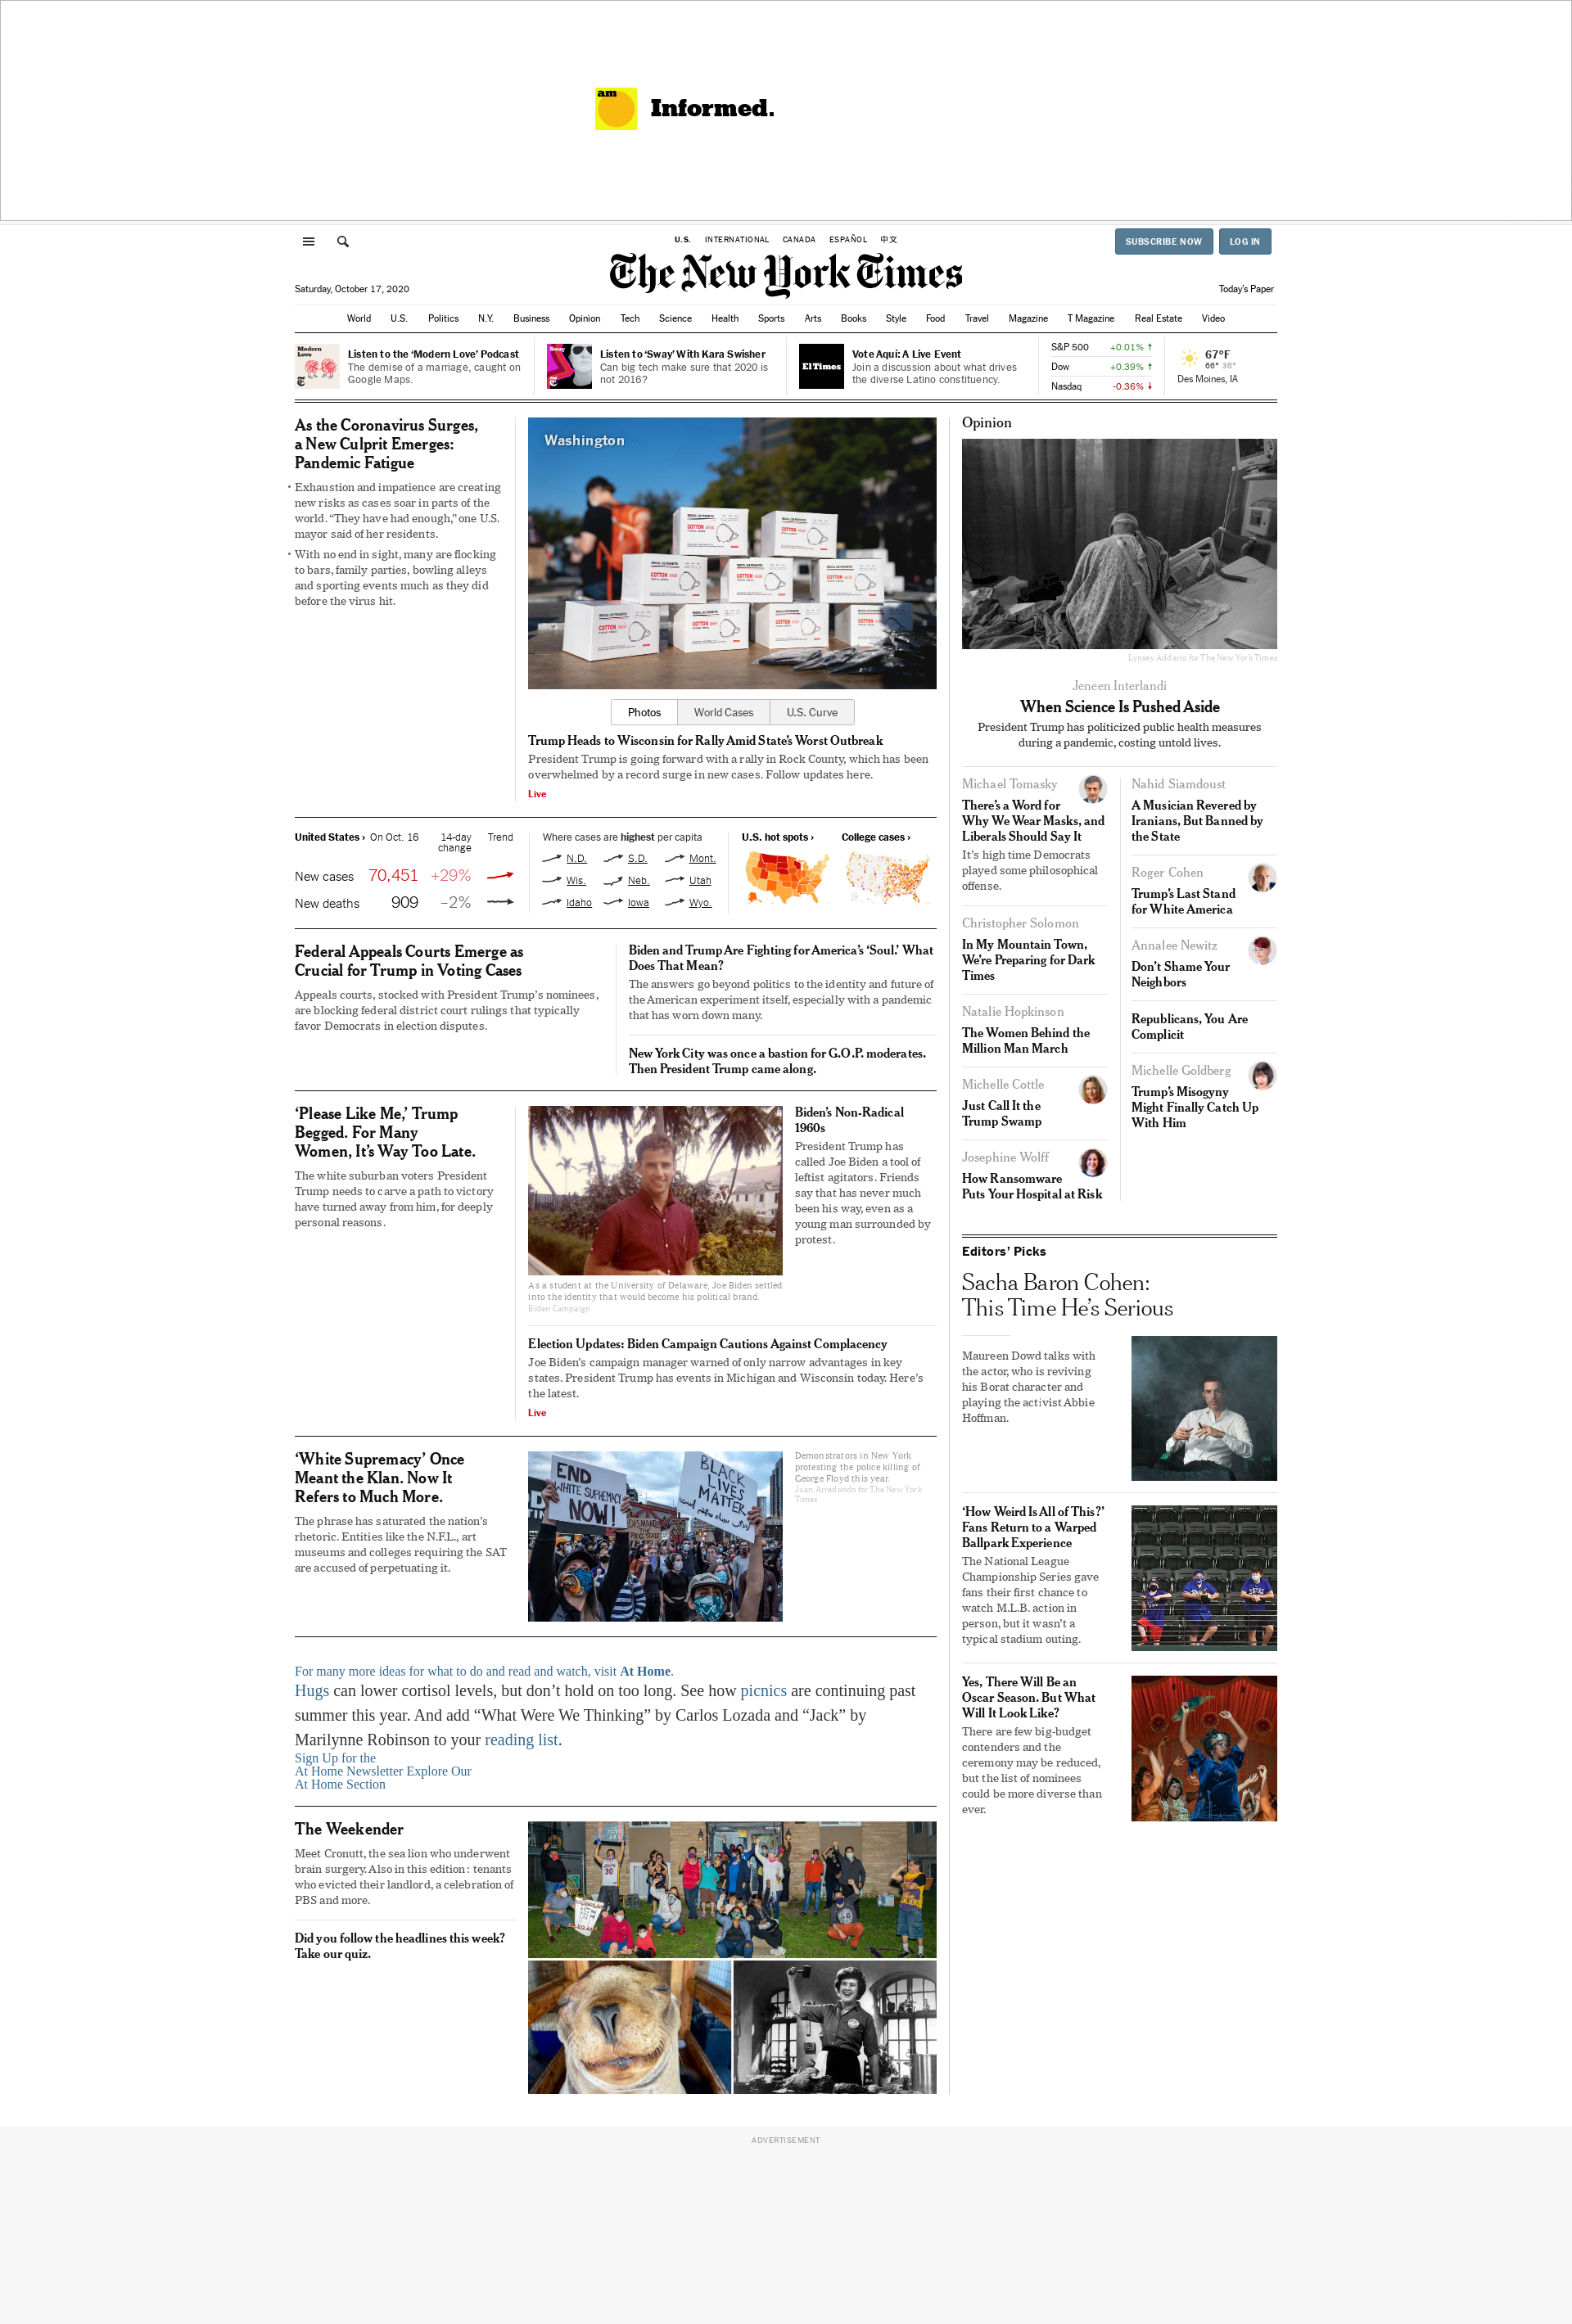 am
Informed.
U.S. INTERNATIONAL CANADA ESPAÑOL 中文
SUBSCRIBE NOW LOG IN
The New York Times
Saturday, October 17, 2020
Today's Paper
World U.S. Politics N.Y. Business Opinion Tech Science Health Sports Arts Books Style Food Travel Magazine T Magazine Real Estate Video
Modern Love
Listen to the ‘Modern Love’ Podcast
The demise of a marriage, caught on
Google Maps.
Sway
Listen to ‘Sway’ With Kara Swisher
Can big tech make sure that 2020 is
not 2016?
El Times
Vote Aquí: A Live Event
Join a discussion about what drives
the diverse Latino constituency.
S&P 500 +0.01%
Dow +0.39%
Nasdaq -0.36%
67°F
66° 36°
Des Moines, IA
As the Coronavirus Surges,
a New Culprit Emerges:
Pandemic Fatigue
• Exhaustion and impatience are creating
new risks as cases soar in parts of the
world. “They have had enough,” one U.S.
mayor said of her residents.
• With no end in sight, many are flocking
to bars, family parties, bowling alleys
and sporting events much as they did
before the virus hit.
Washington
COTTON
COTTON
COTTON
COTTON
COTTON
COTTON
COTTON
COTTON
Photos World Cases U.S. Curve
Trump Heads to Wisconsin for Rally Amid State’s Worst Outbreak
President Trump is going forward with a rally in Rock County, which has been
overwhelmed by a record surge in new cases. Follow updates here.
Live
United States › On Oct. 16 14-day change Trend
New cases 70,451 +29%
New deaths 909 –2%
Where cases are highest per capita
N.D. S.D. Mont.
Wis. Neb. Utah
Idaho Iowa Wyo.
U.S. hot spots › College cases ›
Federal Appeals Courts Emerge as
Crucial for Trump in Voting Cases
Appeals courts, stocked with President Trump’s nominees,
are blocking federal district court rulings that typically
favor Democrats in election disputes.
Biden and Trump Are Fighting for America’s ‘Soul.’ What
Does That Mean?
The answers go beyond politics to the identity and future of
the American experiment itself, especially with a pandemic
that has worn down many.
New York City was once a bastion for G.O.P. moderates.
Then President Trump came along.
‘Please Like Me,’ Trump
Begged. For Many
Women, It’s Way Too Late.
The white suburban voters President
Trump needs to carve a path to victory
have turned away from him, for deeply
personal reasons.
As a student at the University of Delaware, Joe Biden settled
into the identity that would become his political brand.
Biden Campaign
Biden’s Non-Radical
1960s
President Trump has
called Joe Biden a tool of
leftist agitators. Friends
say that has never much
been his way, even as a
young man surrounded by
protest.
Election Updates: Biden Campaign Cautions Against Complacency
Joe Biden’s campaign manager warned of only narrow advantages in key
states. President Trump has events in Michigan and Wisconsin today. Here’s
the latest.
Live
‘White Supremacy’ Once
Meant the Klan. Now It
Refers to Much More.
The phrase has saturated the nation’s
rhetoric. Entities like the N.F.L., art
museums and colleges requiring the SAT
are accused of perpetuating it.
END
WHITE SUPREMACY
NOW!
BLACK
LIVES
MATTER
Demonstrators in New York
protesting the police killing of
George Floyd this year.
Juan Arredondo for The New York
Times
For many more ideas for what to do and read and watch, visit At Home.
Hugs can lower cortisol levels, but don’t hold on too long. See how picnics are continuing past
summer this year. And add “What Were We Thinking” by Carlos Lozada and “Jack” by
Marilynne Robinson to your reading list.
Sign Up for the
At Home Newsletter Explore Our
At Home Section
The Weekender
Meet Cronutt, the sea lion who underwent
brain surgery. Also in this edition: tenants
who evicted their landlord, a celebration of
PBS and more.
Did you follow the headlines this week?
Take our quiz.
Opinion
Lynsey Addario for The New York Times
Jeneen Interlandi
When Science Is Pushed Aside
President Trump has politicized public health measures
during a pandemic, costing untold lives.
Michael Tomasky
There’s a Word for
Why We Wear Masks, and
Liberals Should Say It
It’s high time Democrats
played some philosophical
offense.
Christopher Solomon
In My Mountain Town,
We’re Preparing for Dark
Times
Natalie Hopkinson
The Women Behind the
Million Man March
Michelle Cottle
Just Call It the
Trump Swamp
Josephine Wolff
How Ransomware
Puts Your Hospital at Risk
Nahid Siamdoust
A Musician Revered by
Iranians, But Banned by
the State
Roger Cohen
Trump’s Last Stand
for White America
Annalee Newitz
Don’t Shame Your
Neighbors
Republicans, You Are
Complicit
Michelle Goldberg
Trump’s Misogyny
Might Finally Catch Up
With Him
Editors’ Picks
Sacha Baron Cohen:
This Time He’s Serious
Maureen Dowd talks with
the actor, who is reviving
his Borat character and
playing the activist Abbie
Hoffman.
‘How Weird Is All of This?’
Fans Return to a Warped
Ballpark Experience
The National League
Championship Series gave
fans their first chance to
watch M.L.B. action in
person, but it wasn’t a
typical stadium outing.
Yes, There Will Be an
Oscar Season. But What
Will It Look Like?
There are few big-budget
contenders and the
ceremony may be reduced,
but the list of nominees
could be more diverse than
ever.
ADVERTISEMENT